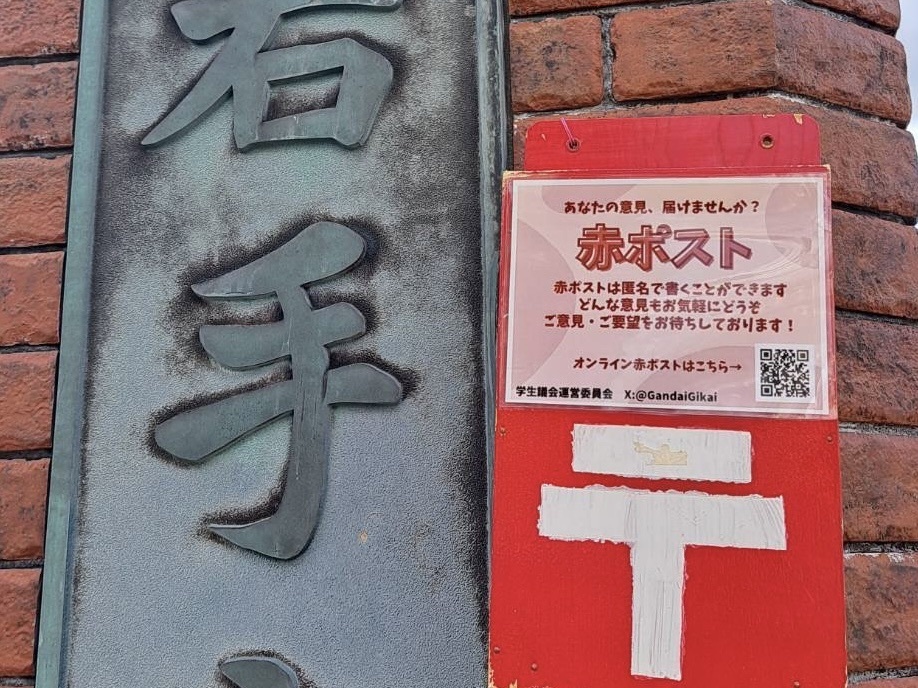 岩
手
あなたの意見、届けませんか？
赤ポスト
赤ポストは匿名で書くことができます
どんな意見もお気軽にどうぞ
ご意見・ご要望をお待ちしております！
オンライン赤ポストはこちら→
学生議会運営委員会 X:@GandaiGikai
〒